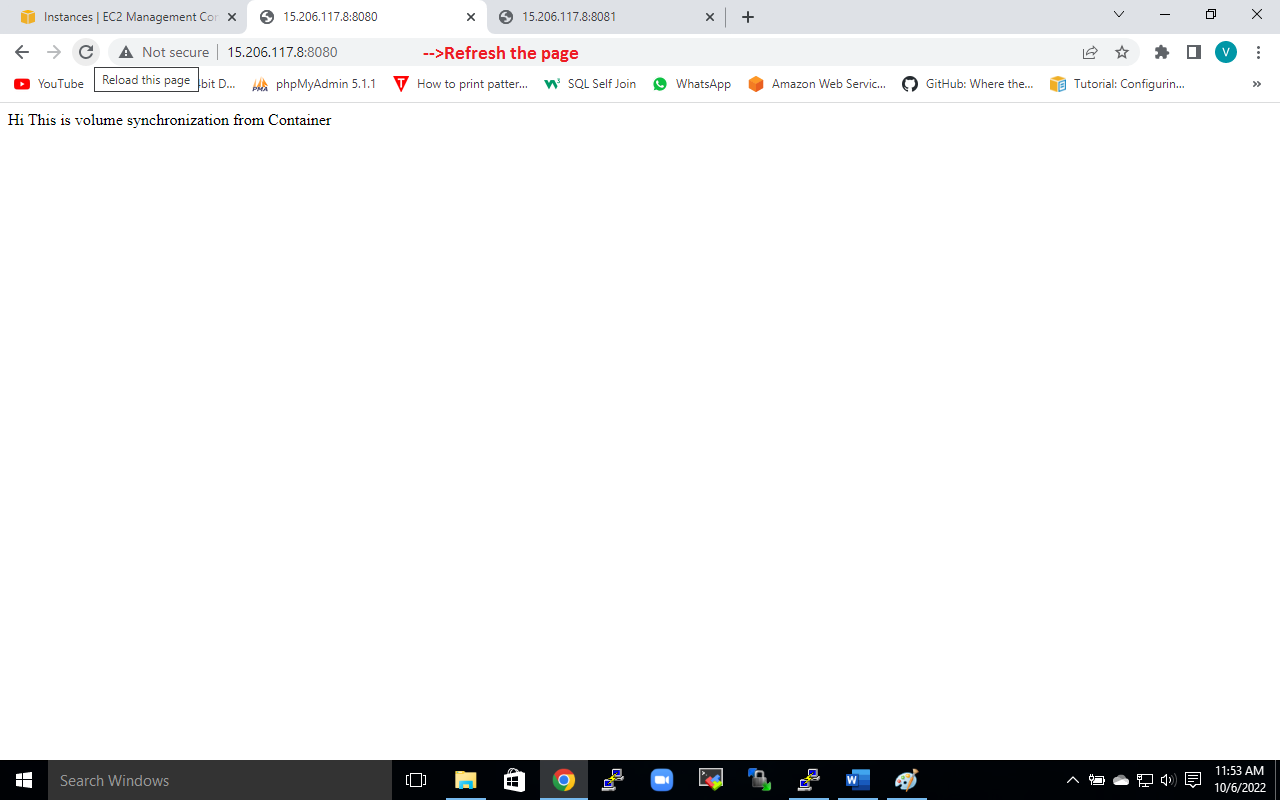 Instances | EC2 Management Con
15.206.117.8:8080
15.206.117.8:8081
Not secure
15.206.117.8:8080
-->Refresh the page
V
YouTube
Reload this page
bit D...
phpMyAdmin 5.1.1
How to print patter...
SQL Self Join
WhatsApp
Amazon Web Servic...
GitHub: Where the...
Tutorial: Configurin...
»
Hi This is volume synchronization from Container
Search Windows
11:53 AM
10/6/2022